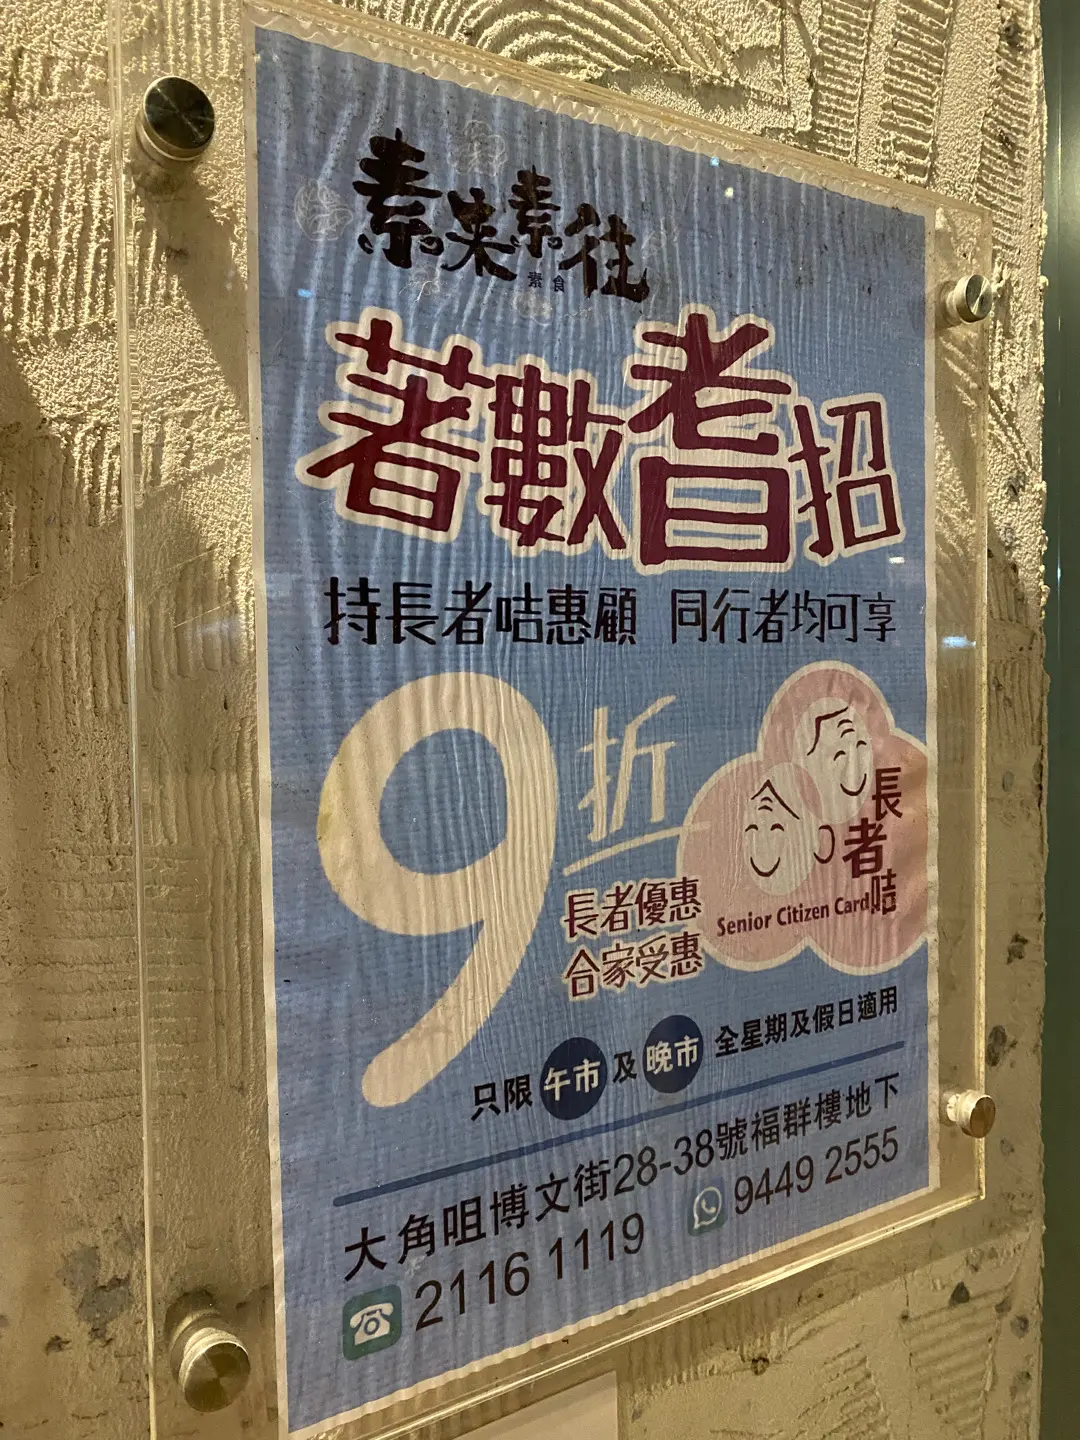 素来素往
素食
著數耆招
持長者咭惠顧 同行者均可享
9折
長者優惠
合家受惠
長者咭
Senior Citizen Card
只限 午市 及 晚市 全星期及假日適用
大角咀博文街28-38號福群樓地下
2116 1119 9449 2555